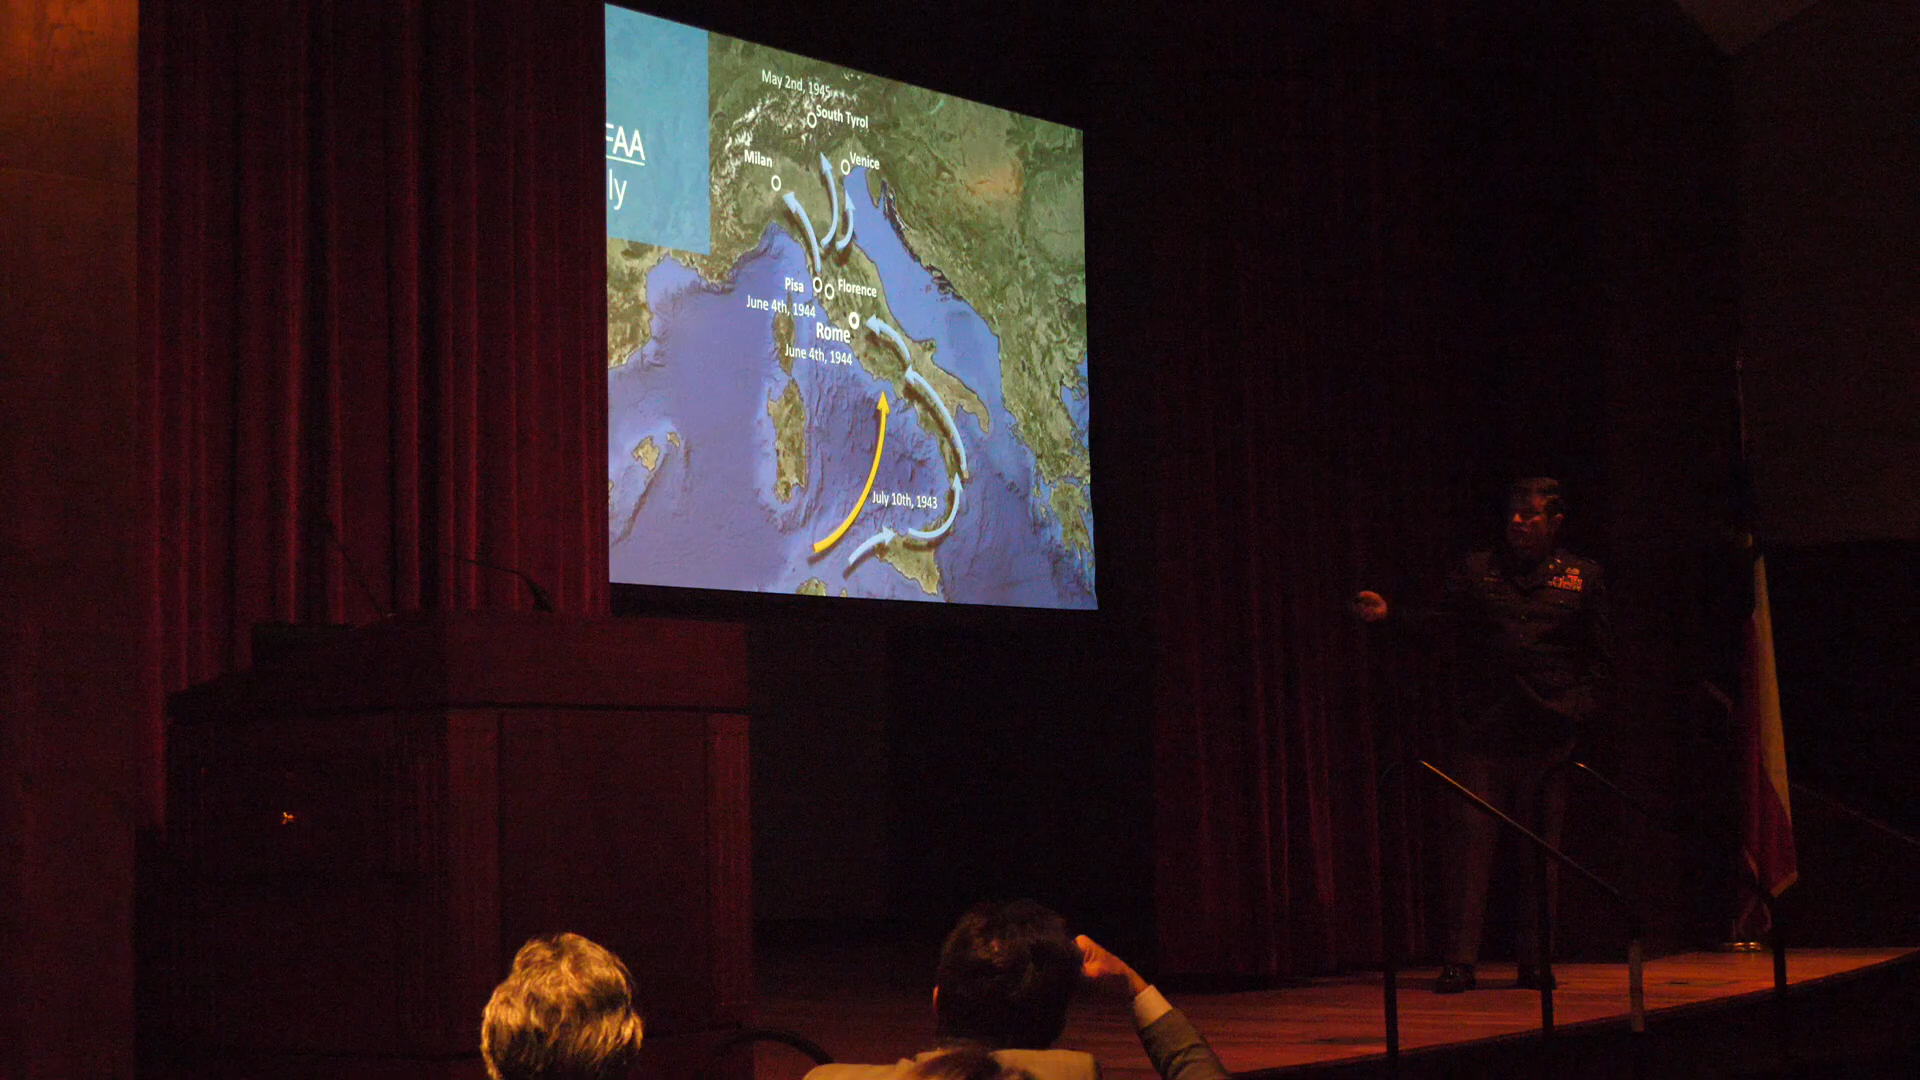 FAA
ly
May 2nd, 1945
South Tyrol
Milan
Venice
Pisa
Florence
June 4th, 1944
Rome
June 4th, 1944
July 10th, 1943